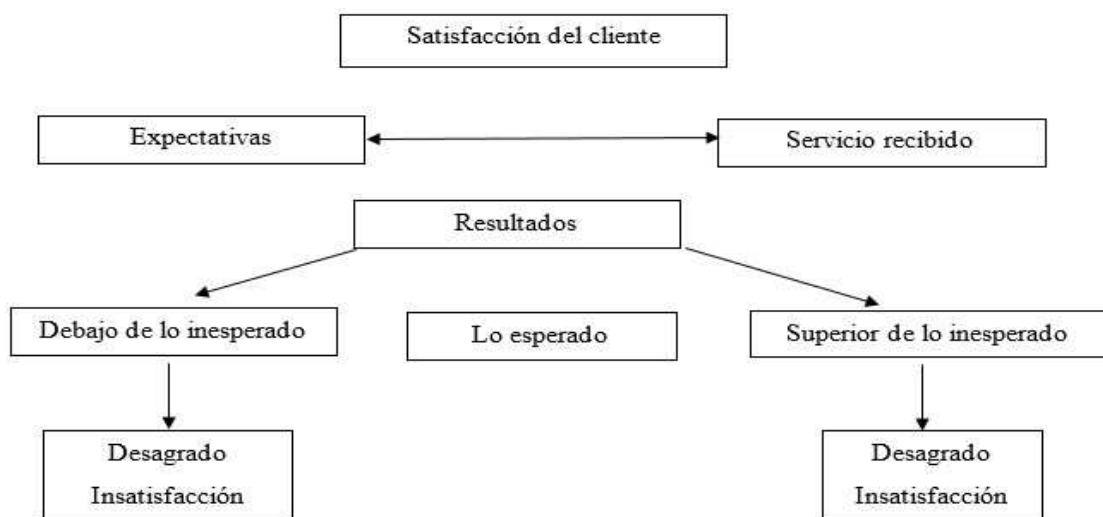 Satisfacción del cliente
Expectativas
Servicio recibido
Resultados
Debajo de lo inesperado
Lo esperado
Superior de lo inesperado
Desagrado
Insatisfacción
Desagrado
Insatisfacción